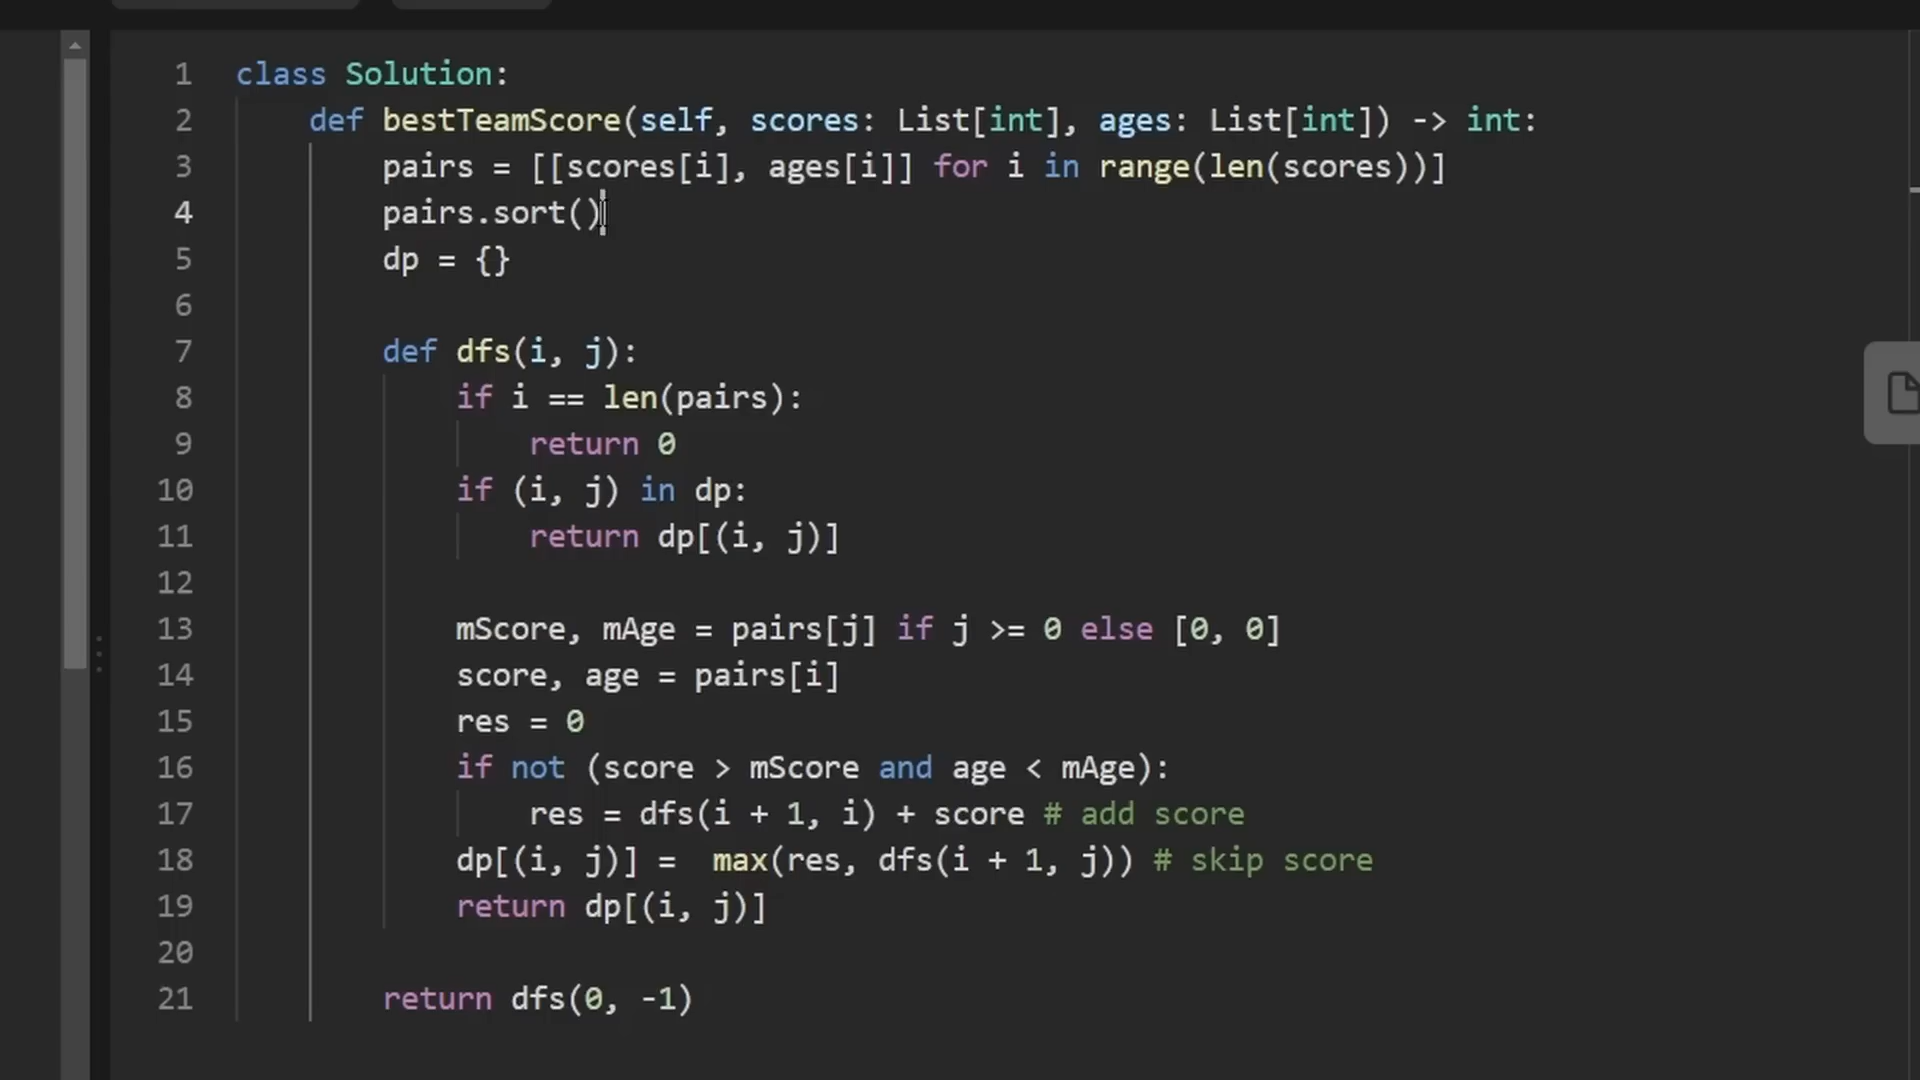 1 class Solution:
2 def bestTeamScore(self, scores: List[int], ages: List[int]) -> int:
3 pairs = [[scores[i], ages[i]] for i in range(len(scores))]
4 pairs.sort()
5 dp = {}
6
7 def dfs(i, j):
8 if i == len(pairs):
9 return 0
10 if (i, j) in dp:
11 return dp[(i, j)]
12
13 mScore, mAge = pairs[j] if j >= 0 else [0, 0]
14 score, age = pairs[i]
15 res = 0
16 if not (score > mScore and age < mAge):
17 res = dfs(i + 1, i) + score # add score
18 dp[(i, j)] =  max(res, dfs(i + 1, j)) # skip score
19 return dp[(i, j)]
20
21 return dfs(0, -1)